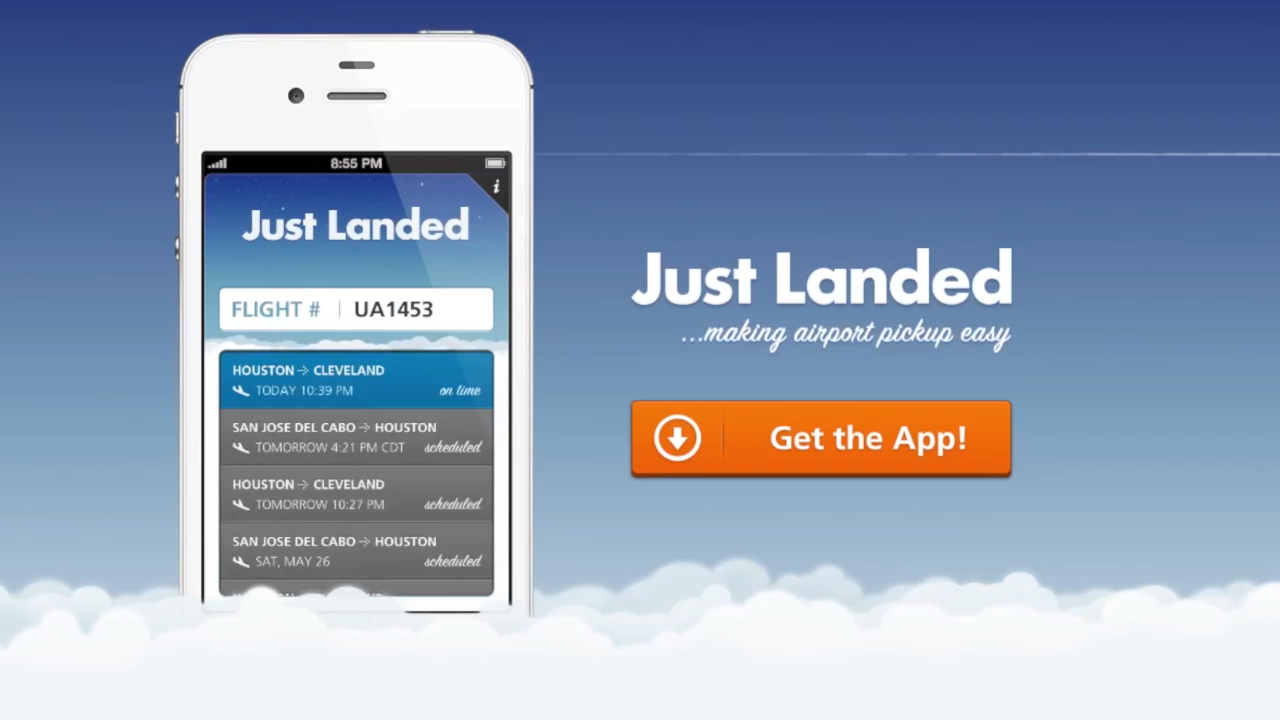 8:55 PM
i
Just Landed
FLIGHT # UA1453
HOUSTON → CLEVELAND
TODAY 10:39 PM on time
SAN JOSE DEL CABO → HOUSTON
TOMORROW 4:21 PM CDT scheduled
HOUSTON → CLEVELAND
TOMORROW 10:27 PM scheduled
SAN JOSE DEL CABO → HOUSTON
SAT, MAY 26 scheduled
Just Landed
...making airport pickup easy
Get the App!